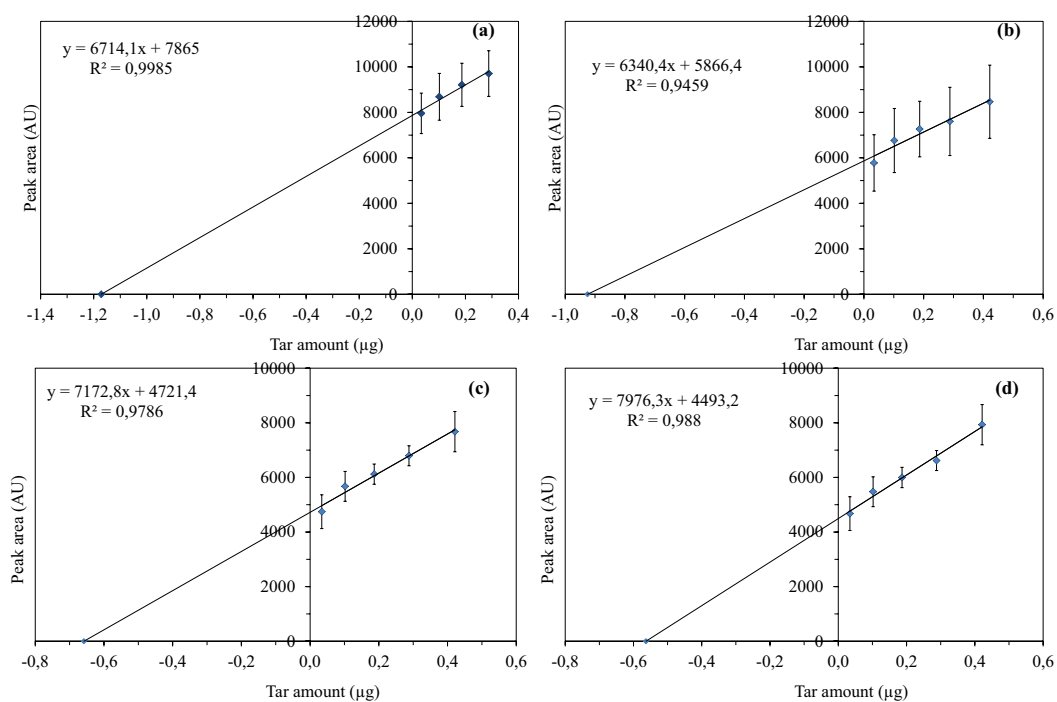 (a)
y = 6714,1x + 7865
R² = 0,9985
12000
10000
8000
6000
4000
2000
0
-1,4 -1,2 -1,0 -0,8 -0,6 -0,4 -0,2 0,0 0,2 0,4
Peak area (AU)
Tar amount (µg)
(b)
y = 6340,4x + 5866,4
R² = 0,9459
12000
10000
8000
6000
4000
2000
0
-1,0 -0,8 -0,6 -0,4 -0,2 0,0 0,2 0,4 0,6
Peak area (AU)
Tar amount (µg)
(c)
y = 7172,8x + 4721,4
R² = 0,9786
10000
8000
6000
4000
2000
0
-0,8 -0,6 -0,4 -0,2 0,0 0,2 0,4 0,6
Peak area (AU)
Tar amount (µg)
(d)
y = 7976,3x + 4493,2
R² = 0,988
10000
8000
6000
4000
2000
0
-0,8 -0,6 -0,4 -0,2 0,0 0,2 0,4 0,6
Peak area (AU)
Tar amount (µg)